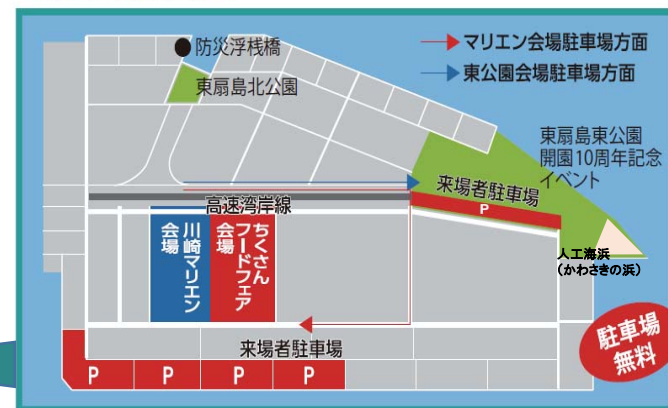 防災浮桟橋
東扇島北公園
マリエン会場駐車場方面
東公園会場駐車場方面
東扇島東公園
開園10周年記念
イベント
来場者駐車場
P
高速湾岸線
川崎マリエン
会場
ちくさん
フードフェア
会場
人工海浜
(かわさきの浜)
来場者駐車場
駐車場
無料
P
P
P
P